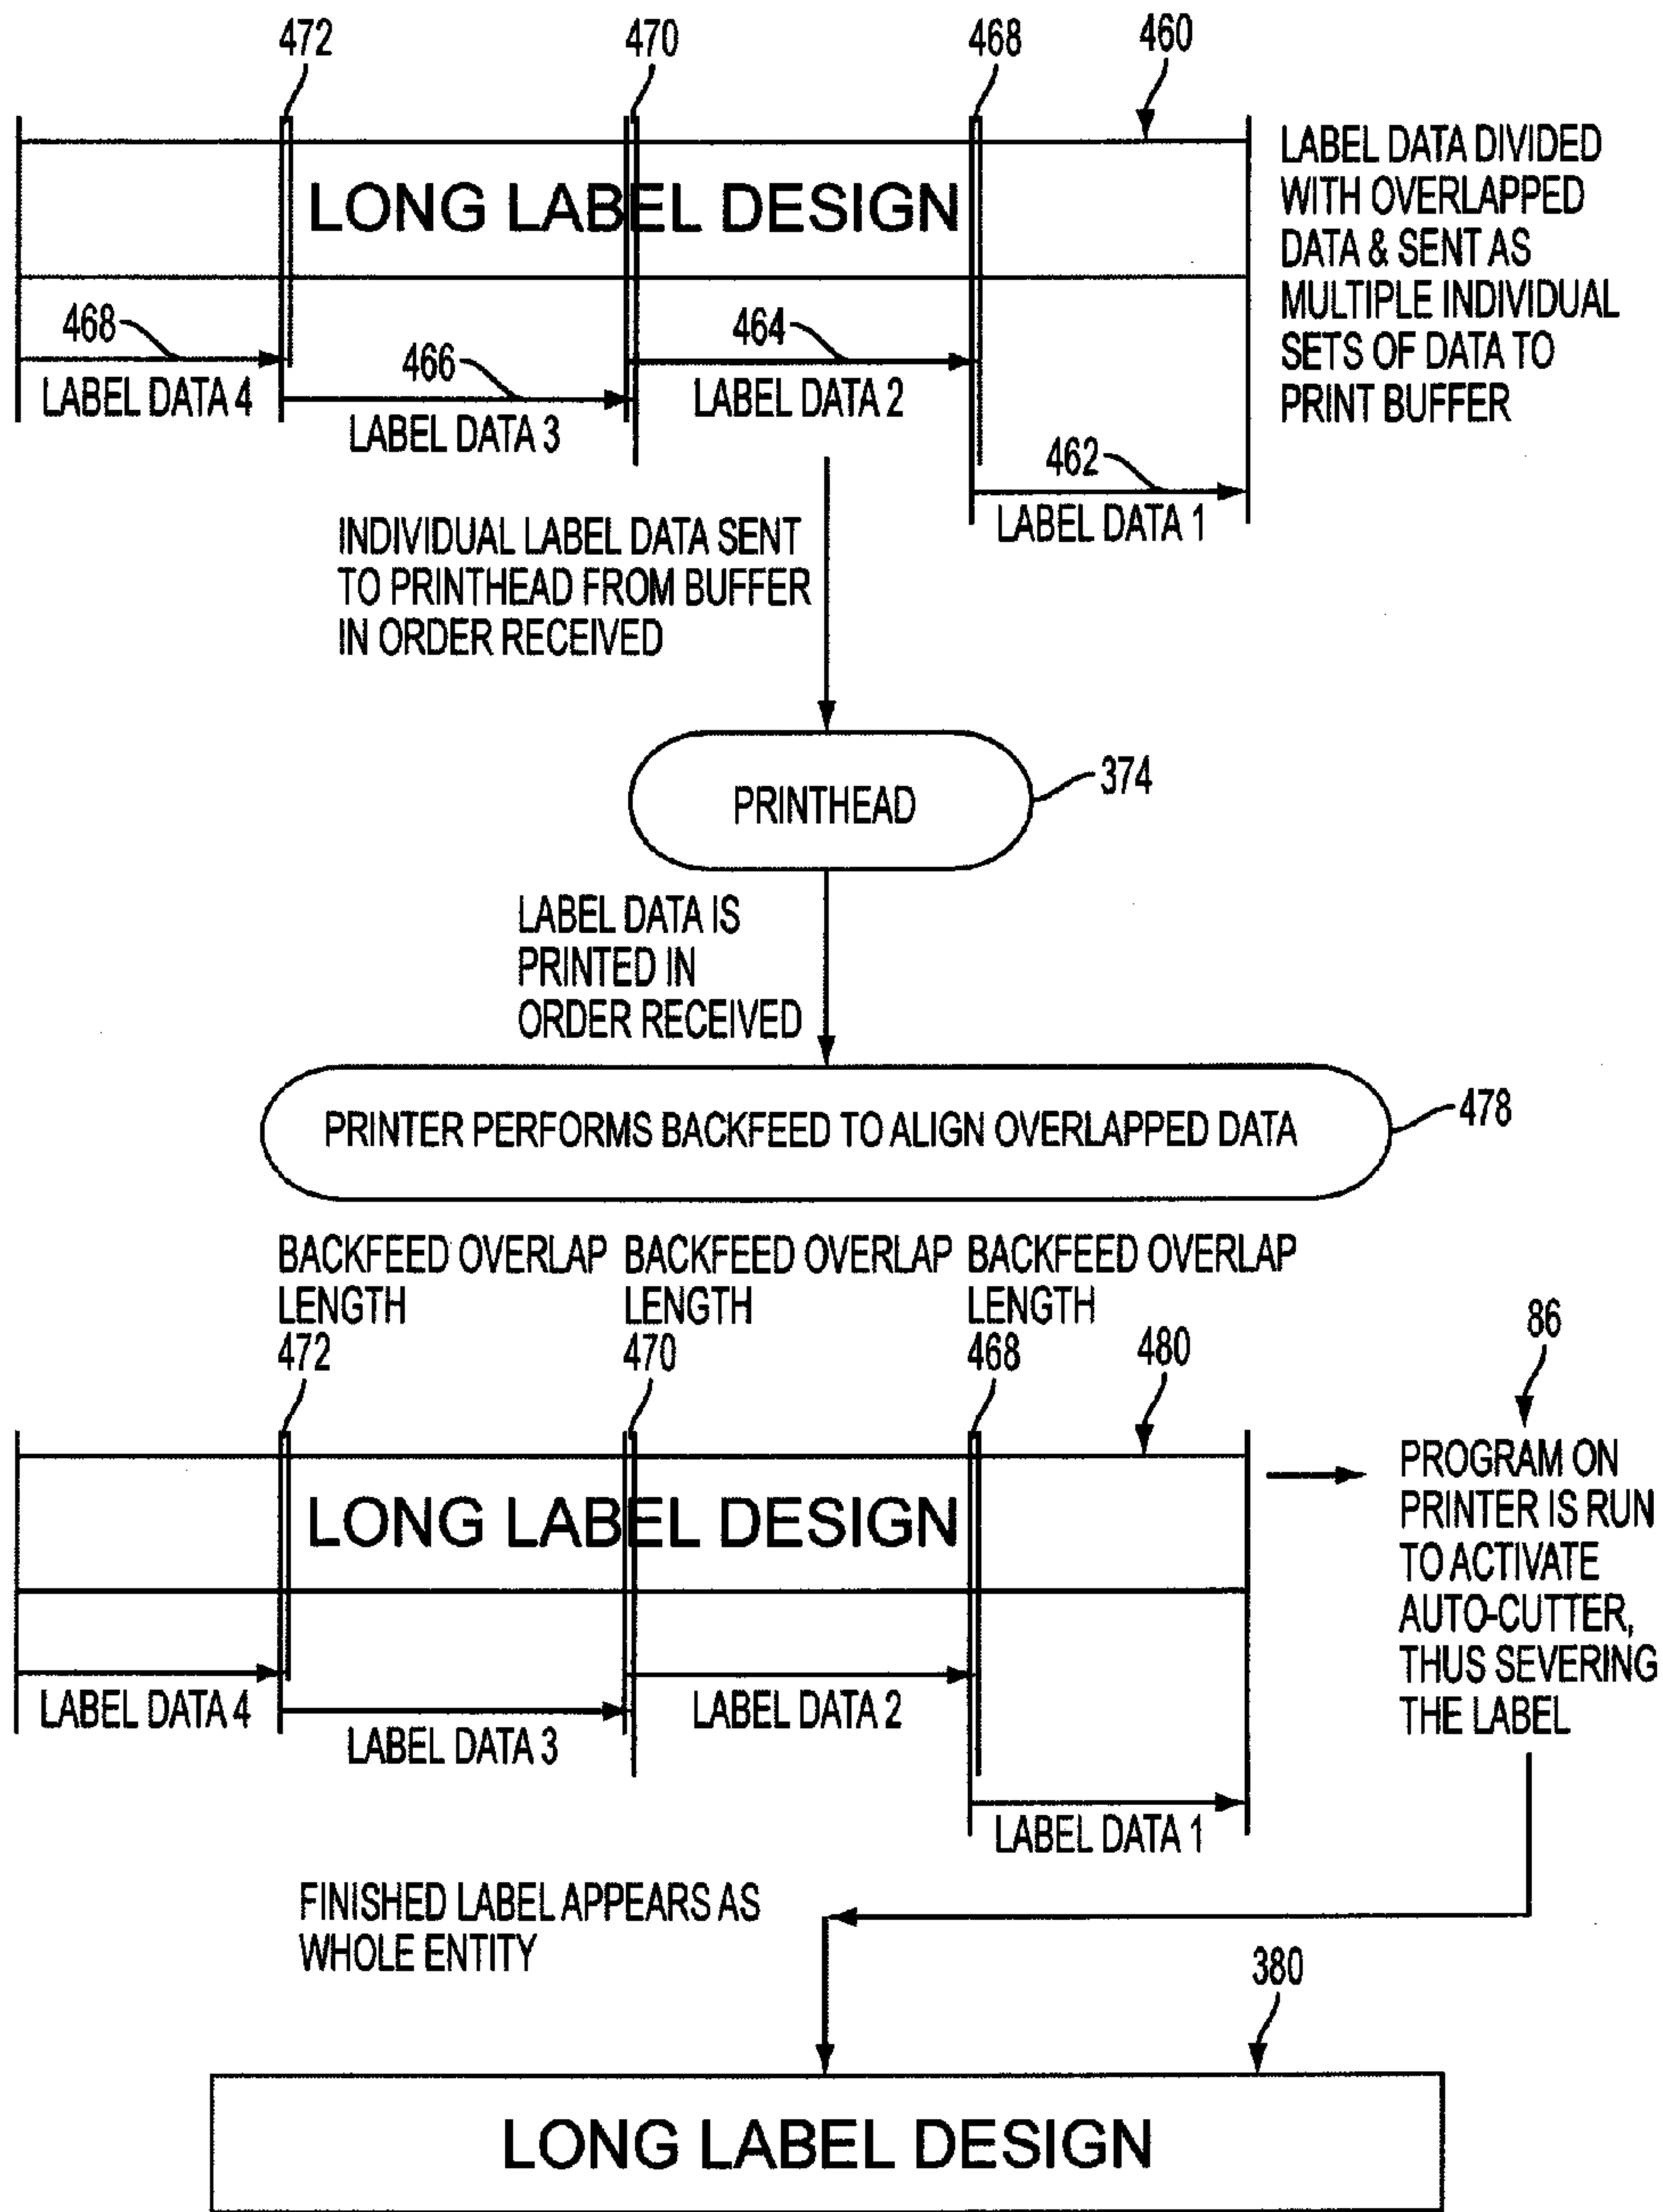 472
470
468
460
LONG LABEL DESIGN
LABEL DATA DIVIDED
WITH OVERLAPPED
DATA & SENT AS
MULTIPLE INDIVIDUAL
SETS OF DATA TO
PRINT BUFFER
468
LABEL DATA 4
466
LABEL DATA 3
464
LABEL DATA 2
462
LABEL DATA 1
INDIVIDUAL LABEL DATA SENT
TO PRINTHEAD FROM BUFFER
IN ORDER RECEIVED
PRINTHEAD
374
LABEL DATA IS
PRINTED IN
ORDER RECEIVED
PRINTER PERFORMS BACKFEED TO ALIGN OVERLAPPED DATA
478
BACKFEED OVERLAP
LENGTH
472
BACKFEED OVERLAP
LENGTH
470
BACKFEED OVERLAP
LENGTH
468
480
86
LONG LABEL DESIGN
PROGRAM ON
PRINTER IS RUN
TO ACTIVATE
AUTO-CUTTER,
THUS SEVERING
THE LABEL
LABEL DATA 4
LABEL DATA 3
LABEL DATA 2
LABEL DATA 1
FINISHED LABEL APPEARS AS
WHOLE ENTITY
380
LONG LABEL DESIGN